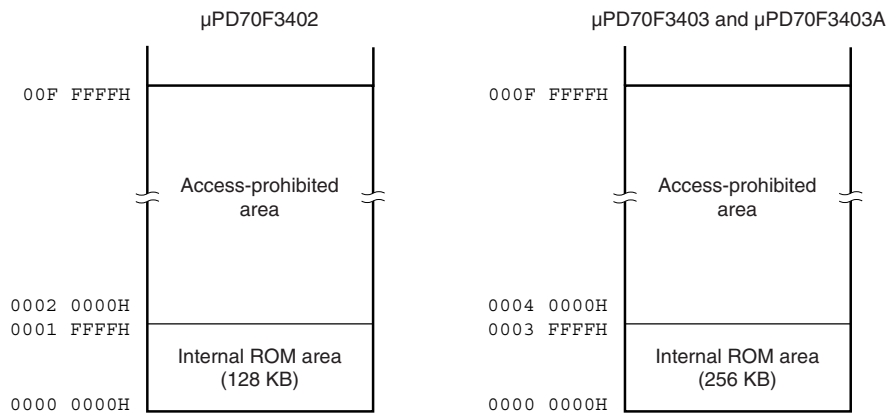 µPD70F3402
00F FFFFH
Access-prohibited
area
0002 0000H
0001 FFFFH
Internal ROM area
(128 KB)
0000 0000H
µPD70F3403 and µPD70F3403A
000F FFFFH
Access-prohibited
area
0004 0000H
0003 FFFFH
Internal ROM area
(256 KB)
0000 0000H